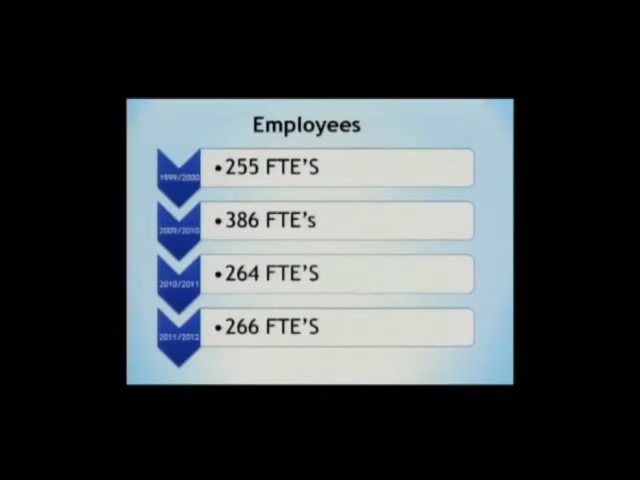 Employees
1999/2000
•255 FTE'S
2009/2010
•386 FTE's
2010/2011
•264 FTE'S
2011/2012
•266 FTE'S